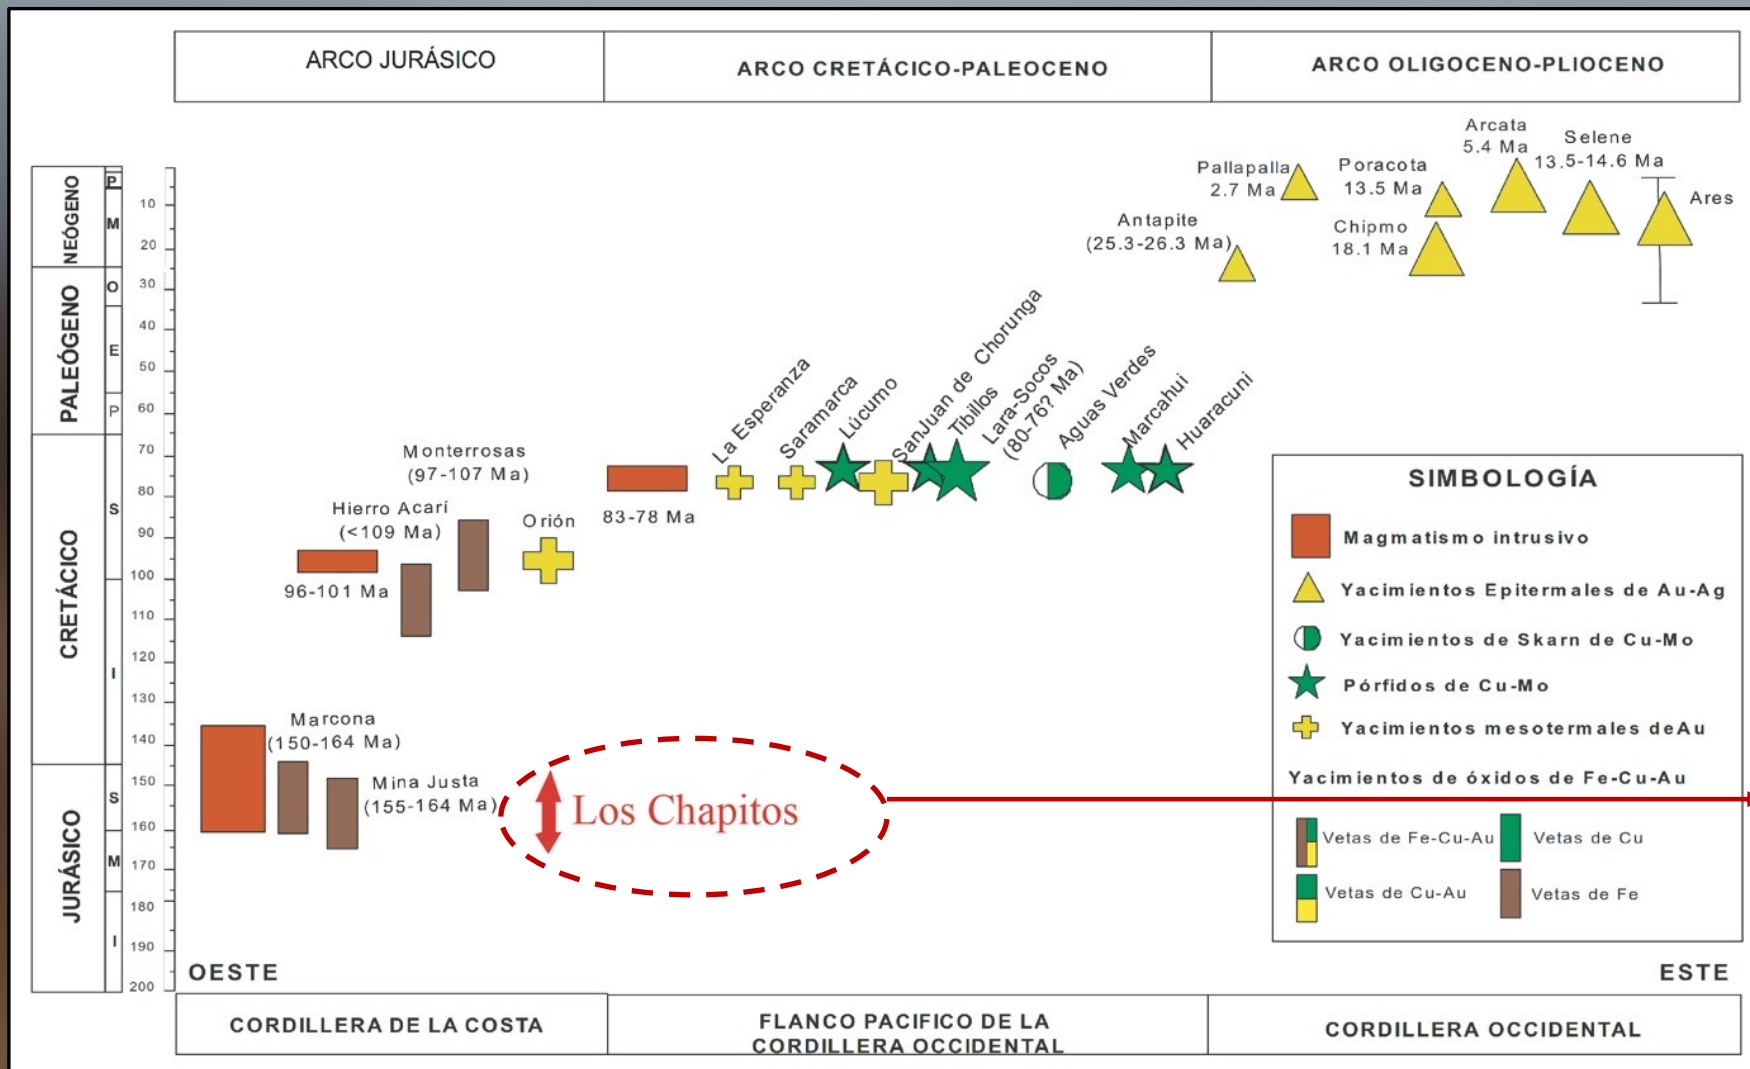 ARCO JURÁSICO
ARCO CRETÁCICO-PALEOCENO
ARCO OLIGOCENO-PLIOCENO
NEÓGENO
PALEÓGENO
CRETÁCICO
JURÁSICO
P
M
O
E
P
S
I
S
M
I
10
20
30
40
50
60
70
80
90
100
110
120
130
140
150
160
170
180
190
200
Arcata
5.4 Ma
Selene
13.5-14.6 Ma
Pallapalla
2.7 Ma
Poracota
13.5 Ma
Ares
Antapite
(25.3-26.3 Ma)
Chipmo
18.1 Ma
La Esperanza
Saramarca
Lúcumo
SanJuan de Chorunga
Tibillos
Lara-Socos
(80-76? Ma)
Aguas Verdes
Marcahui
Huaracuni
Monterrosas
(97-107 Ma)
Hierro Acarí
(<109 Ma)
Orión
83-78 Ma
96-101 Ma
Marcona
(150-164 Ma)
Mina Justa
(155-164 Ma)
Los Chapitos
SIMBOLOGÍA
Magmatismo intrusivo
Yacimientos Epitermales de Au-Ag
Yacimientos de Skarn de Cu-Mo
Pórfidos de Cu-Mo
Yacimientos mesotermales deAu
Yacimientos de óxidos de Fe-Cu-Au
Vetas de Fe-Cu-Au
Vetas de Cu
Vetas de Cu-Au
Vetas de Fe
OESTE
ESTE
CORDILLERA DE LA COSTA
FLANCO PACIFICO DE LA
CORDILLERA OCCIDENTAL
CORDILLERA OCCIDENTAL